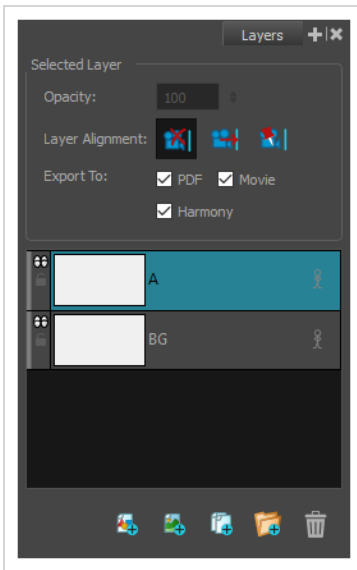 Layers
Selected Layer
Opacity: 100
Layer Alignment:
Export To: PDF Movie
Harmony
A
BG